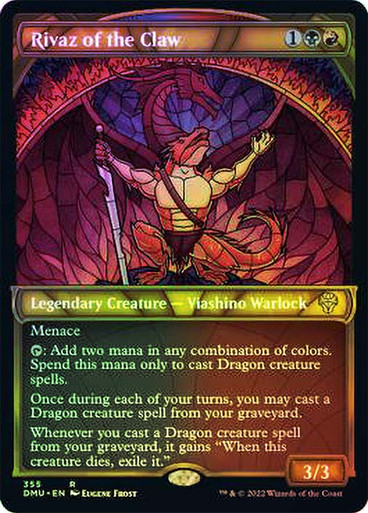 Rivaz of the Claw 1
Legendary Creature — Viashino Warlock
Menace
: Add two mana in any combination of colors.
Spend this mana only to cast Dragon creature
spells.
Once during each of your turns, you may cast a
Dragon creature spell from your graveyard.
Whenever you cast a Dragon creature spell
from your graveyard, it gains “When this
creature dies, exile it.”
3/3
355 R
DMU • EN EUGENE FROST ™ & © 2022 Wizards of the Coast